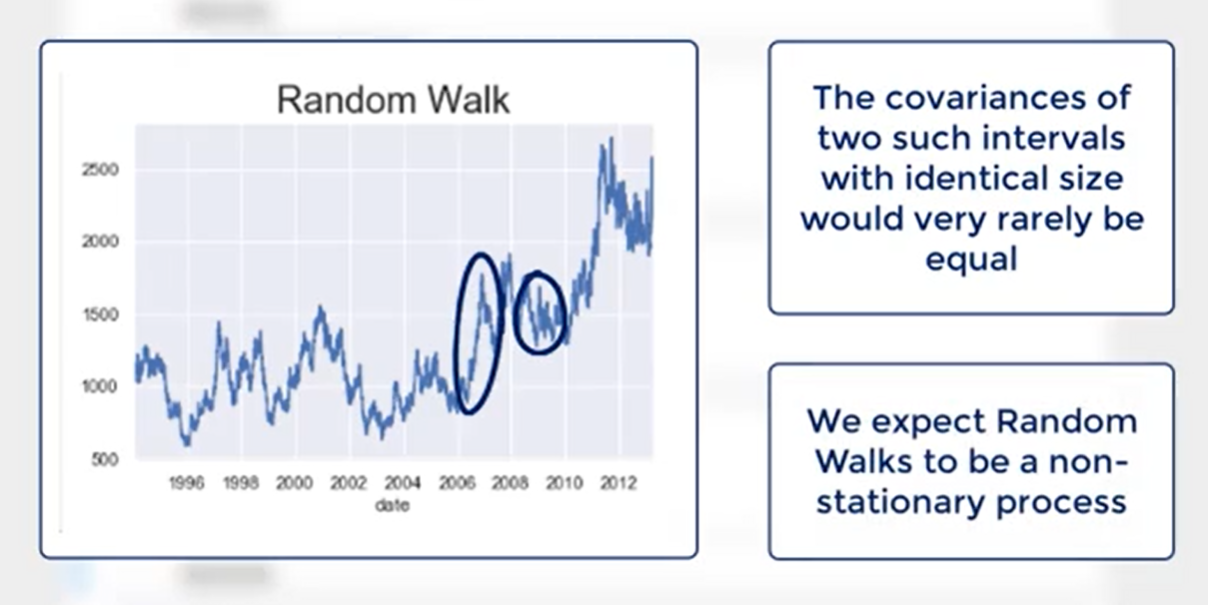 Random Walk
2500
2000
1500
1000
500
1996 1998 2000 2002 2004 2006 2008 2010 2012
date
The covariances of
two such intervals
with identical size
would very rarely be
equal
We expect Random
Walks to be a non-
stationary process